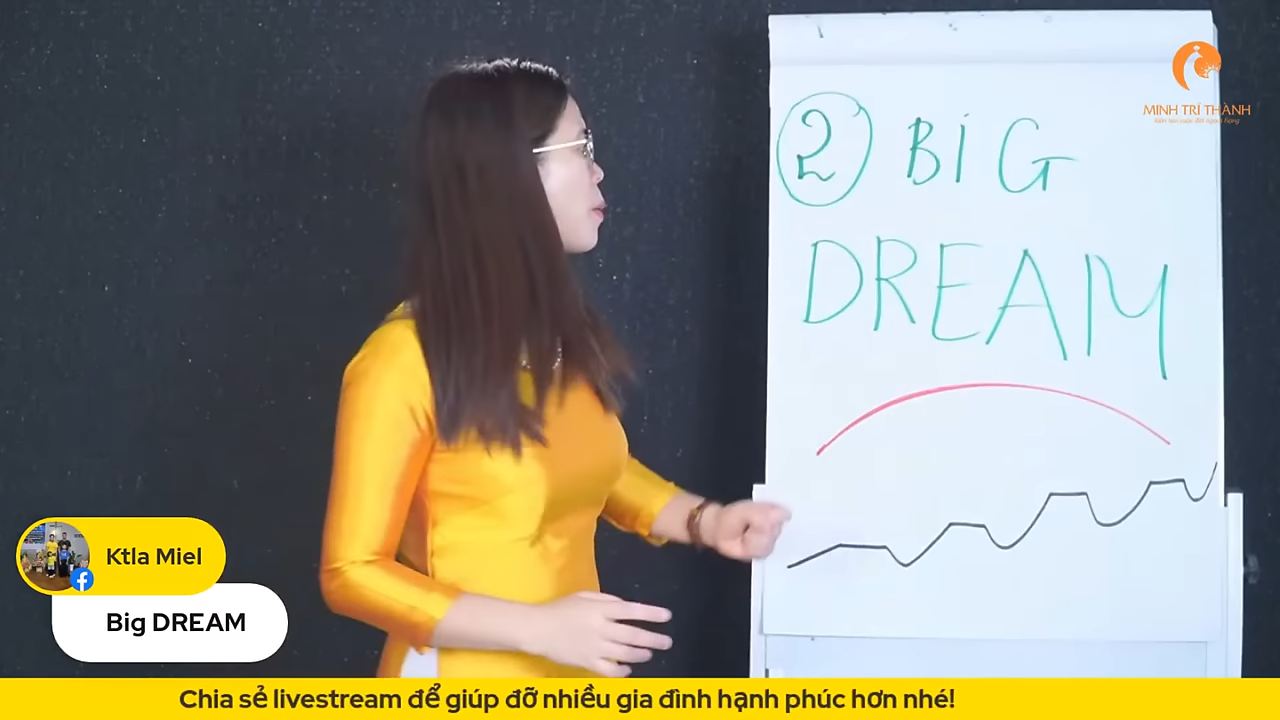 MINH TRÍ THÀNH
2 BIG
DREAM
Ktla Miel
Big DREAM
Chia sẻ livestream để giúp đỡ nhiều gia đình hạnh phúc hơn nhé!